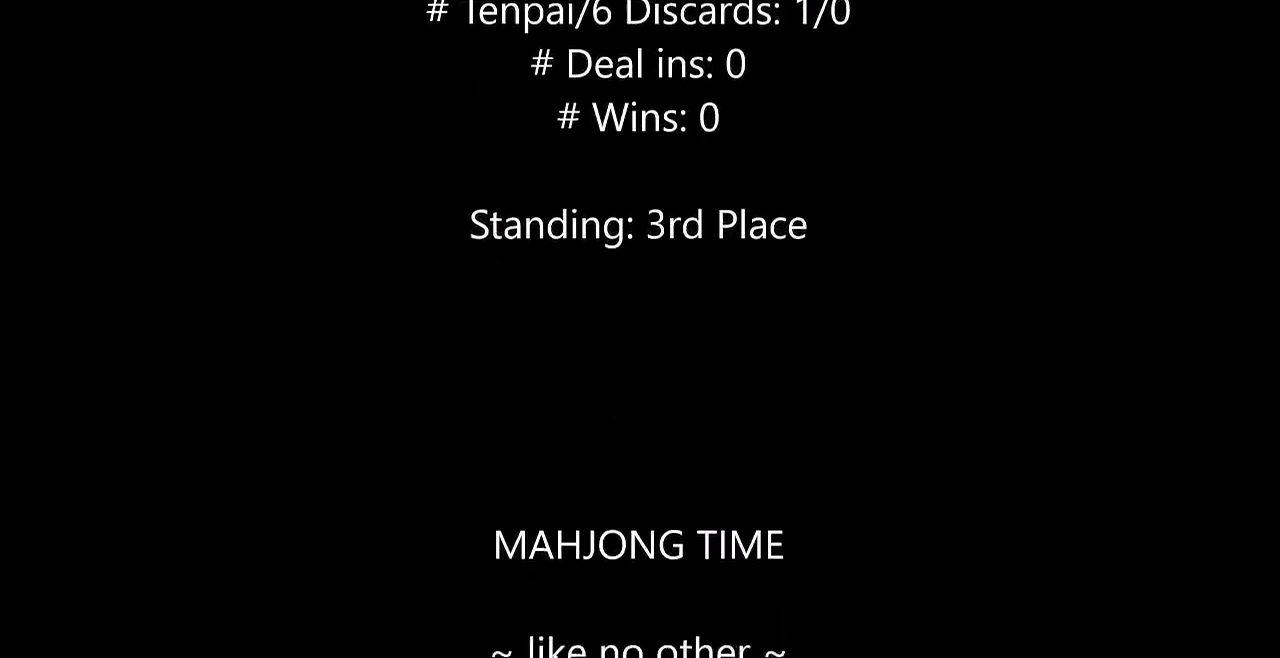 # Tenpai/6 Discards: 1/0
# Deal ins: 0
# Wins: 0
Standing: 3rd Place
MAHJONG TIME
~ like no other ~